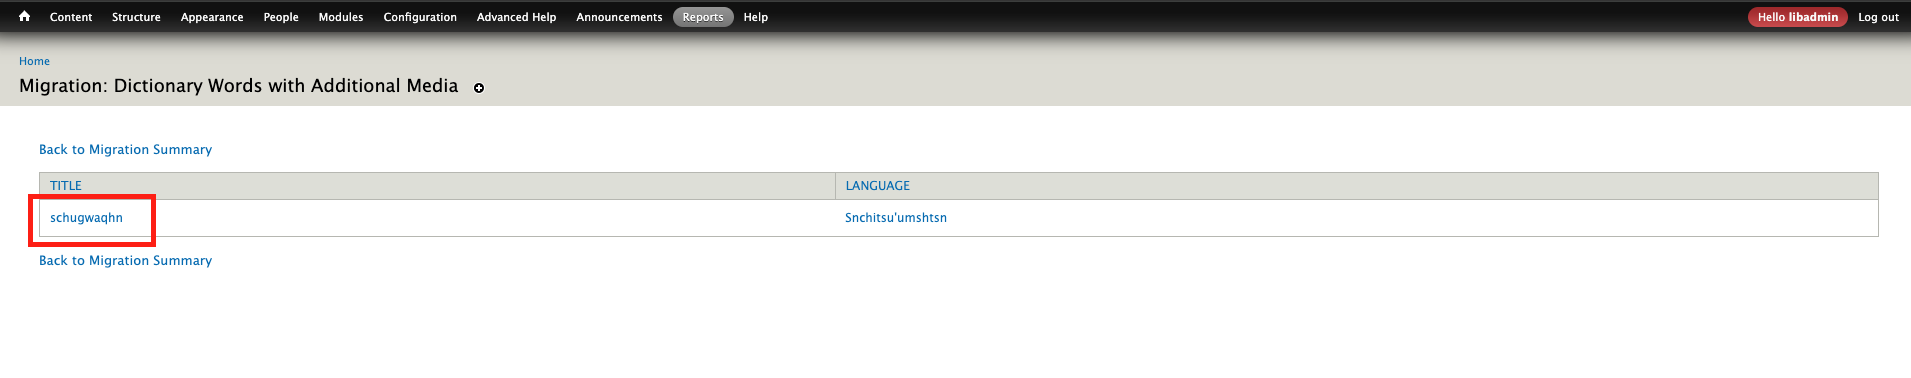 Content Structure Appearance People Modules Configuration Advanced Help Announcements Reports Help Hello libadmin Log out
Home
Migration: Dictionary Words with Additional Media
Back to Migration Summary
TITLE LANGUAGE
schugwaqhn Snchitsu'umshtsn
Back to Migration Summary